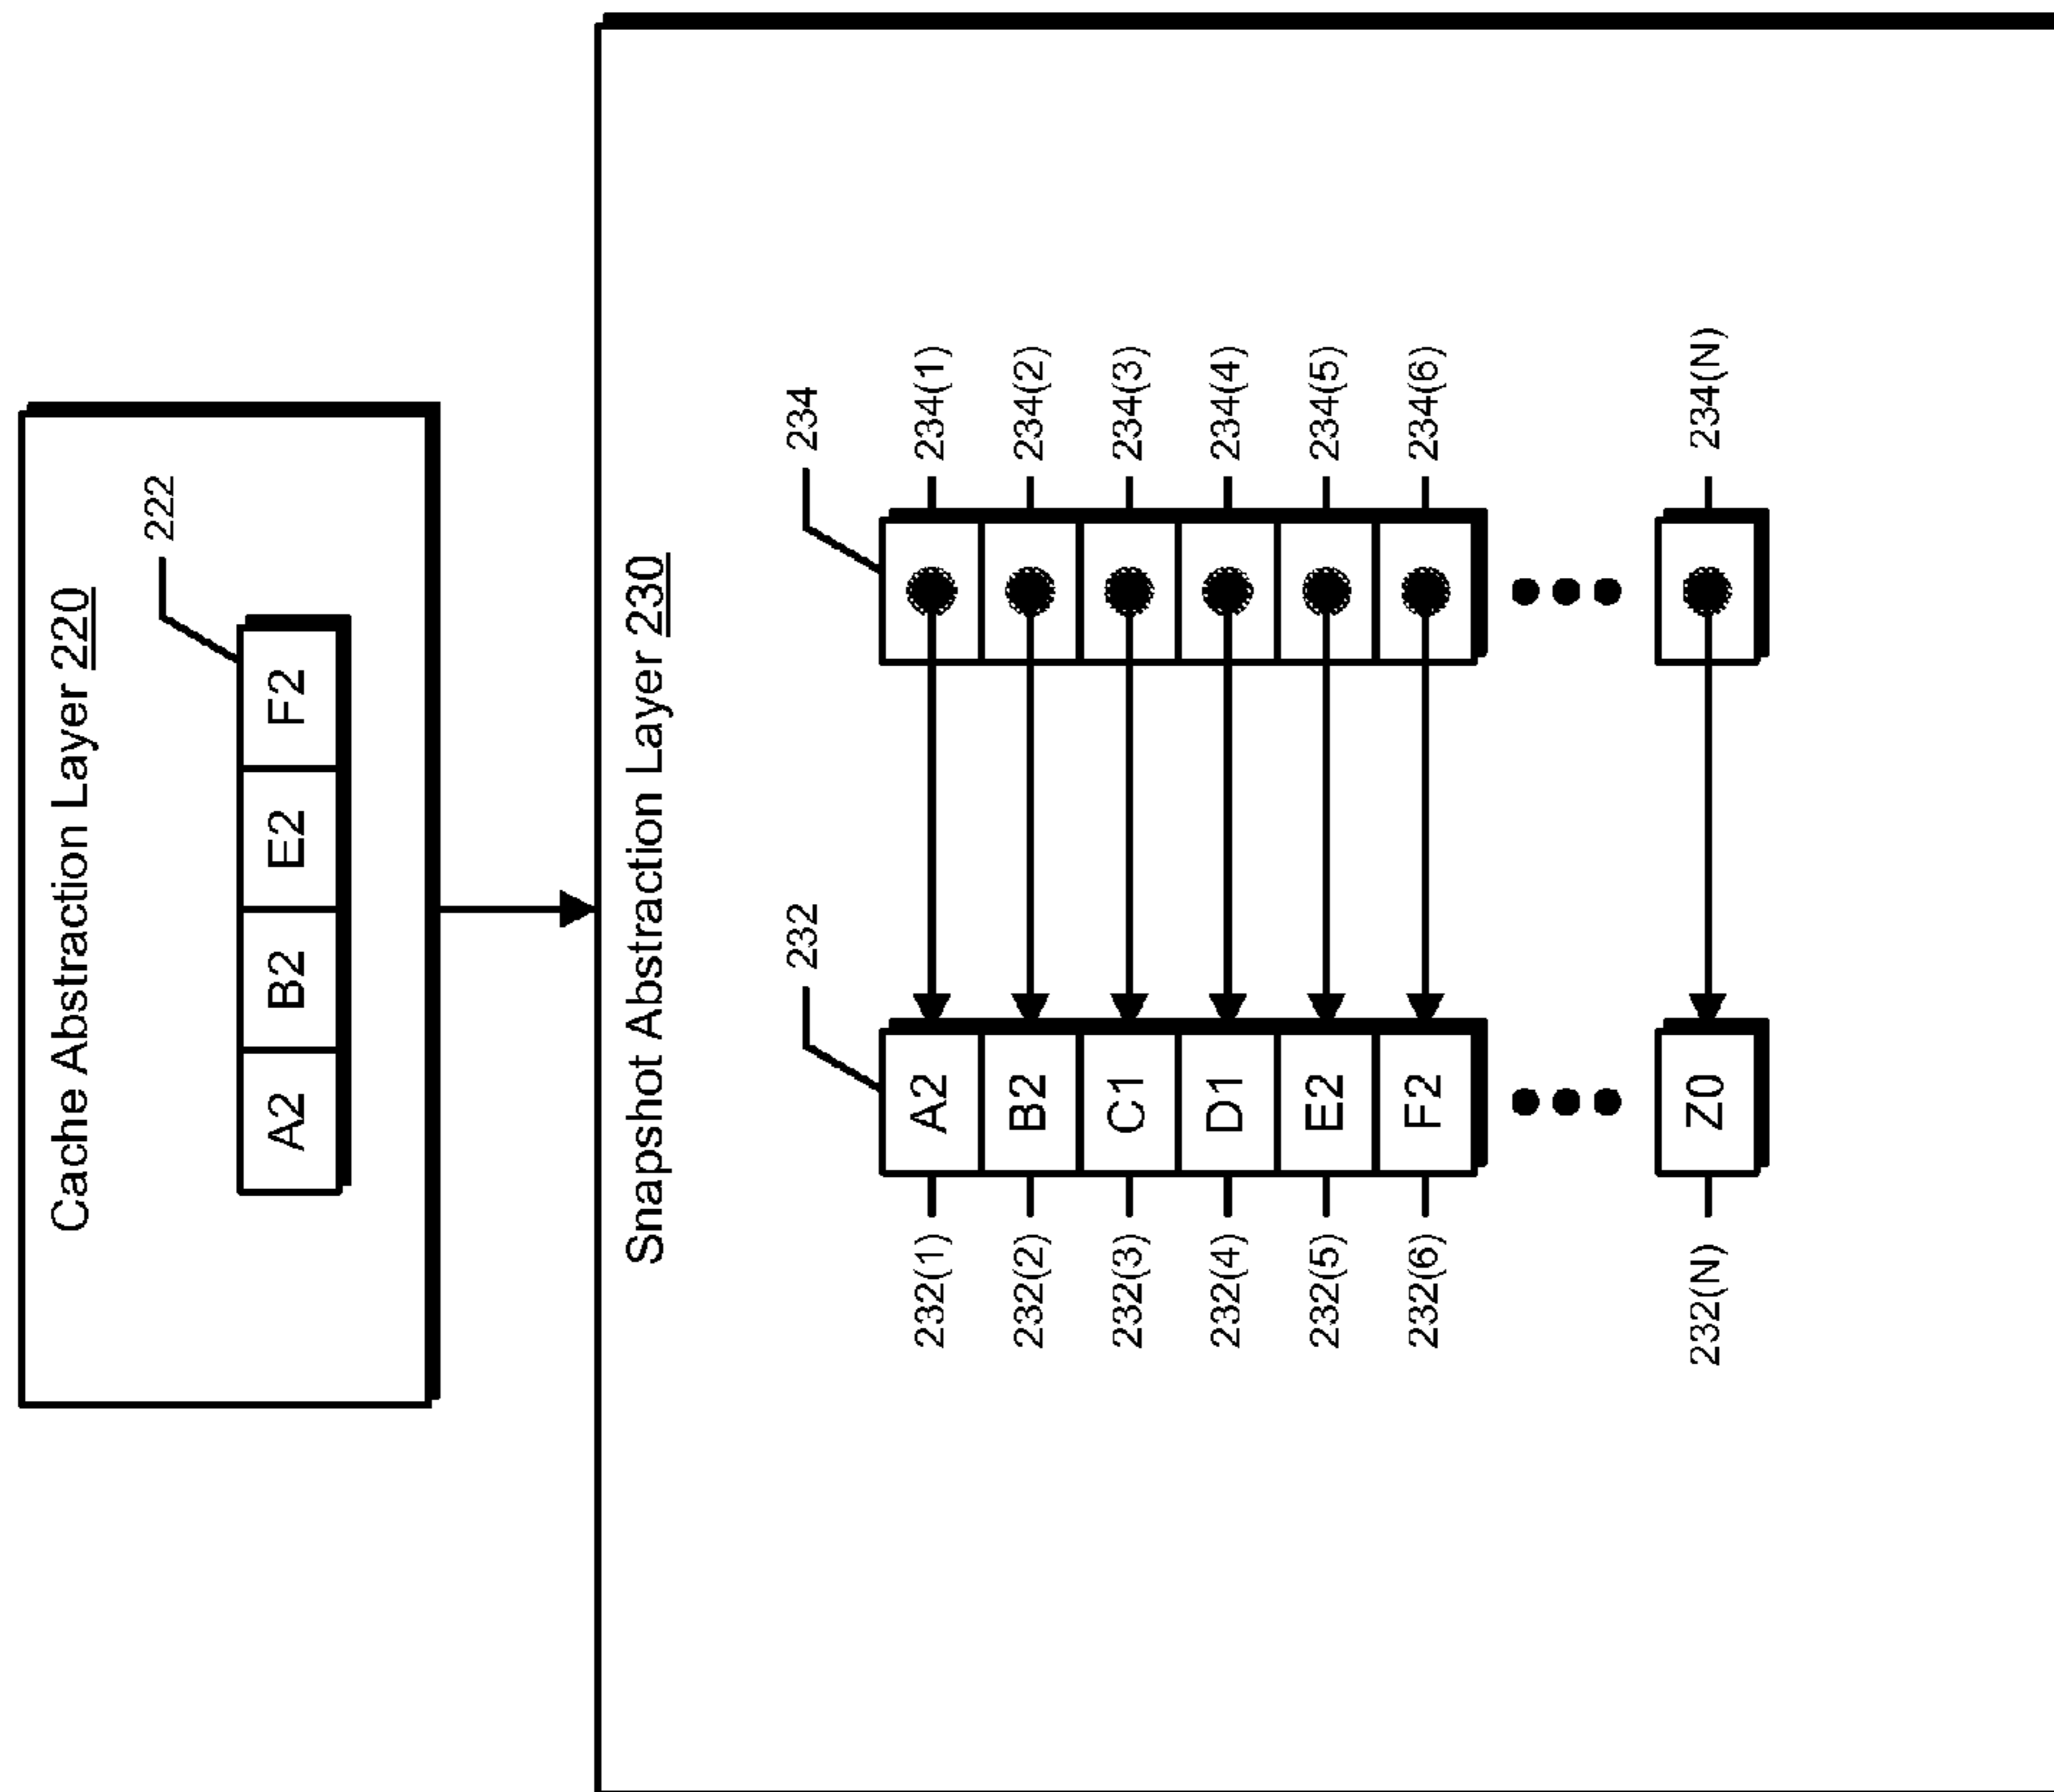 Cache Abstraction Layer 220
222
A2 B2 E2 F2
Snapshot Abstraction Layer 230
232 234
232(1) A2 234(1)
232(2) B2 234(2)
232(3) C1 234(3)
232(4) D1 234(4)
232(5) E2 234(5)
232(6) F2 234(6)
232(N) Z0 234(N)